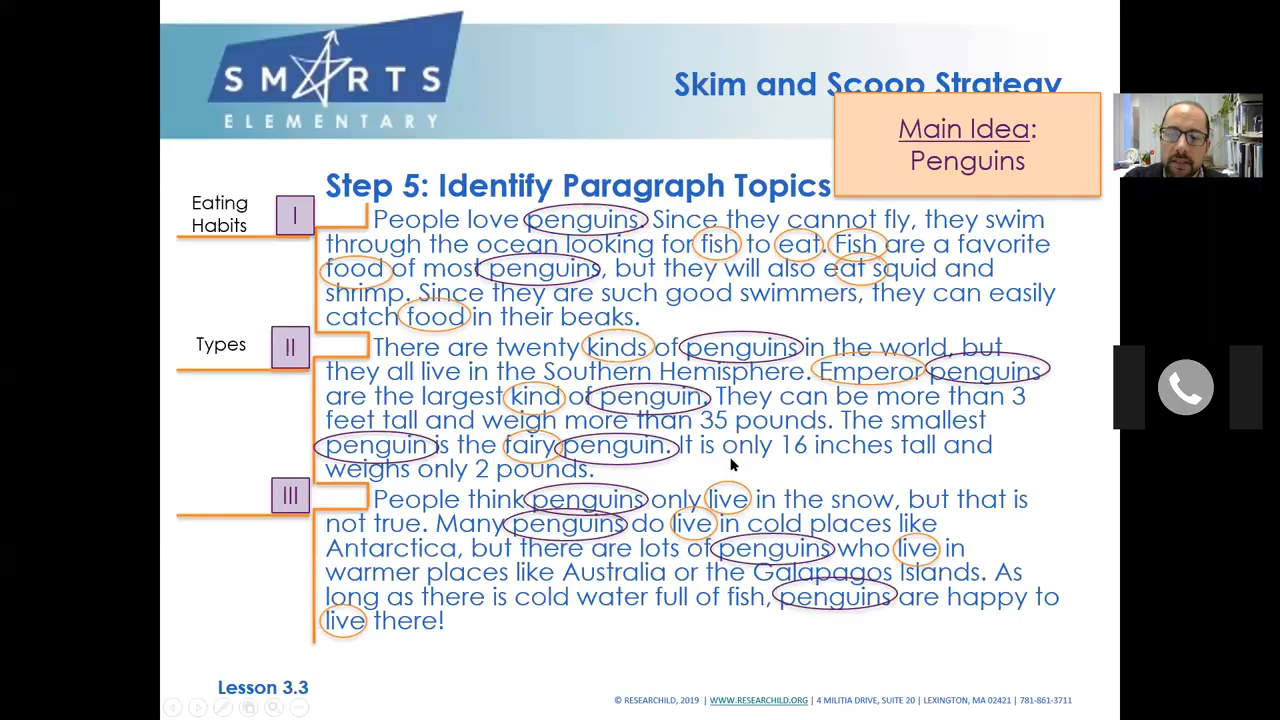 SMARTS
ELEMENTARY
Skim and Scoop Strategy
Main Idea:
Penguins
Step 5: Identify Paragraph Topics
Eating
Habits
I
People love penguins. Since they cannot fly, they swim
through the ocean looking for fish to eat. Fish are a favorite
food of most penguins, but they will also eat squid and
shrimp. Since they are such good swimmers, they can easily
catch food in their beaks.
Types
II
There are twenty kinds of penguins in the world, but
they all live in the Southern Hemisphere. Emperor penguins
are the largest kind of penguin. They can be more than 3
feet tall and weigh more than 35 pounds. The smallest
penguin is the fairy penguin. It is only 16 inches tall and
weighs only 2 pounds.
III
People think penguins only live in the snow, but that is
not true. Many penguins do live in cold places like
Antarctica, but there are lots of penguins who live in
warmer places like Australia or the Galapagos Islands. As
long as there is cold water full of fish, penguins are happy to
live there!
Lesson 3.3
© RESEARCHILD, 2019 | WWW.RESEARCHILD.ORG | 4 MILITIA DRIVE, SUITE 20 | LEXINGTON, MA 02421 | 781-861-3711